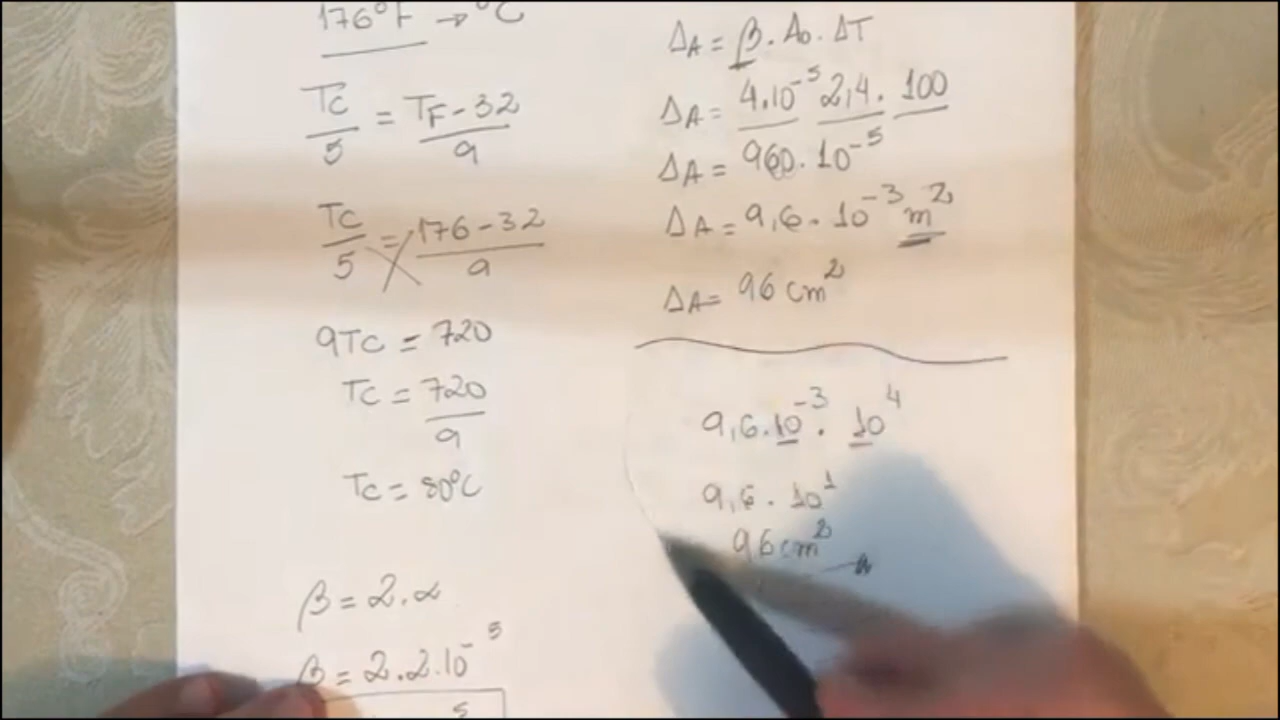 176°F → °C
TC/5 = TF-32/9
TC/5 = 176-32/9
9TC = 720
TC = 720/9
TC = 80°C
β = 2.α
β = 2.2.10⁻⁵
ΔA = β.A₀.ΔT
ΔA = 4.10⁻⁵ 2,4. 100
ΔA = 960.10⁻⁵
ΔA = 9,6.10⁻³ m²
ΔA = 96 cm²
9,6.10⁻³. 10⁴
9,6. 10¹
96cm²